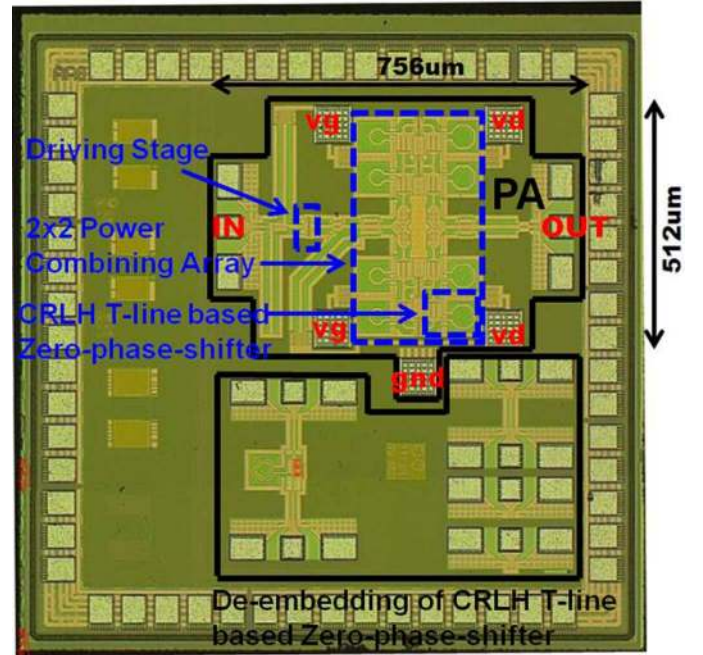 756um
vg
vd
Driving Stage
PA
512um
IN
2x2 Power
OUT
Combining Array
CRLH T-line based
vg
vd
Zero-phase-shifter
gnd
De-embedding of CRLH T-line
based Zero-phase-shifter